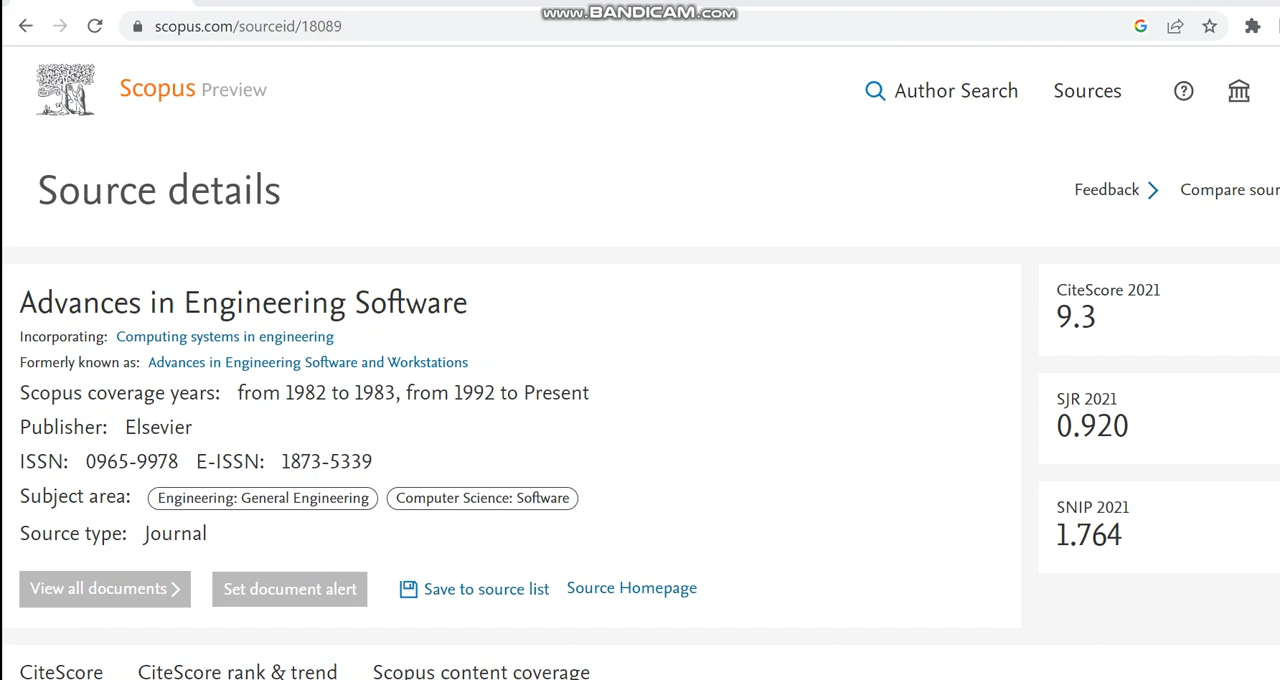 www.BANDICAM.com
scopus.com/sourceid/18089
Scopus Preview
Author Search
Sources
Source details
Feedback
Compare sour
Advances in Engineering Software
Incorporating: Computing systems in engineering
Formerly known as: Advances in Engineering Software and Workstations
Scopus coverage years: from 1982 to 1983, from 1992 to Present
Publisher: Elsevier
ISSN: 0965-9978 E-ISSN: 1873-5339
Subject area: Engineering: General Engineering Computer Science: Software
Source type: Journal
View all documents
Set document alert
Save to source list
Source Homepage
CiteScore 2021
9.3
SJR 2021
0.920
SNIP 2021
1.764
CiteScore
CiteScore rank & trend
Scopus content coverage